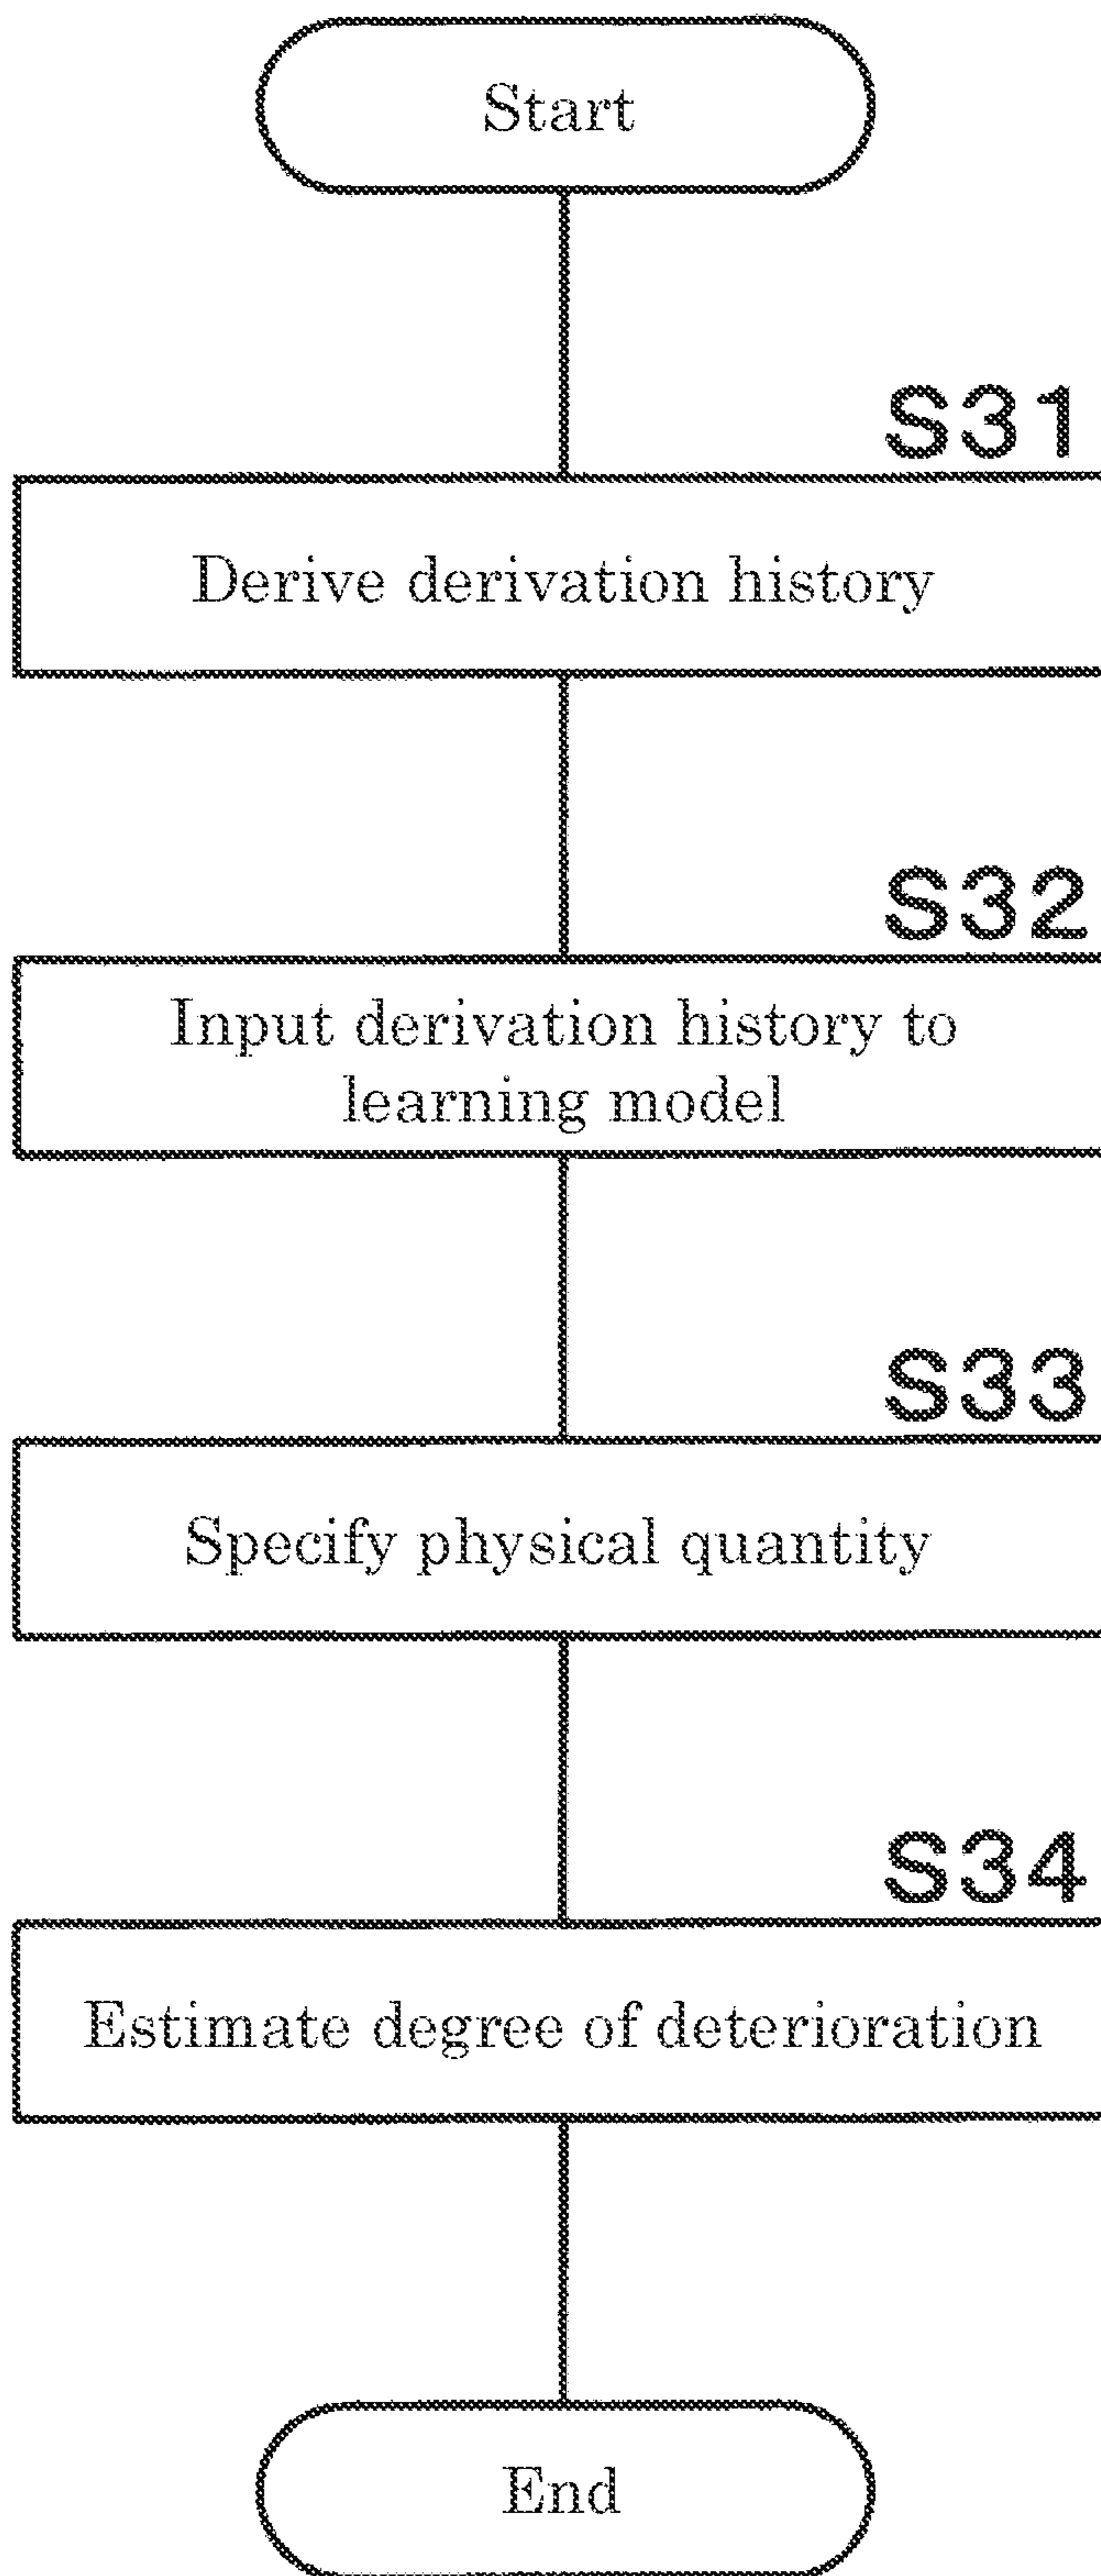 Start
S31
Derive derivation history
S32
Input derivation history to
learning model
S33
Specify physical quantity
S34
Estimate degree of deterioration
End